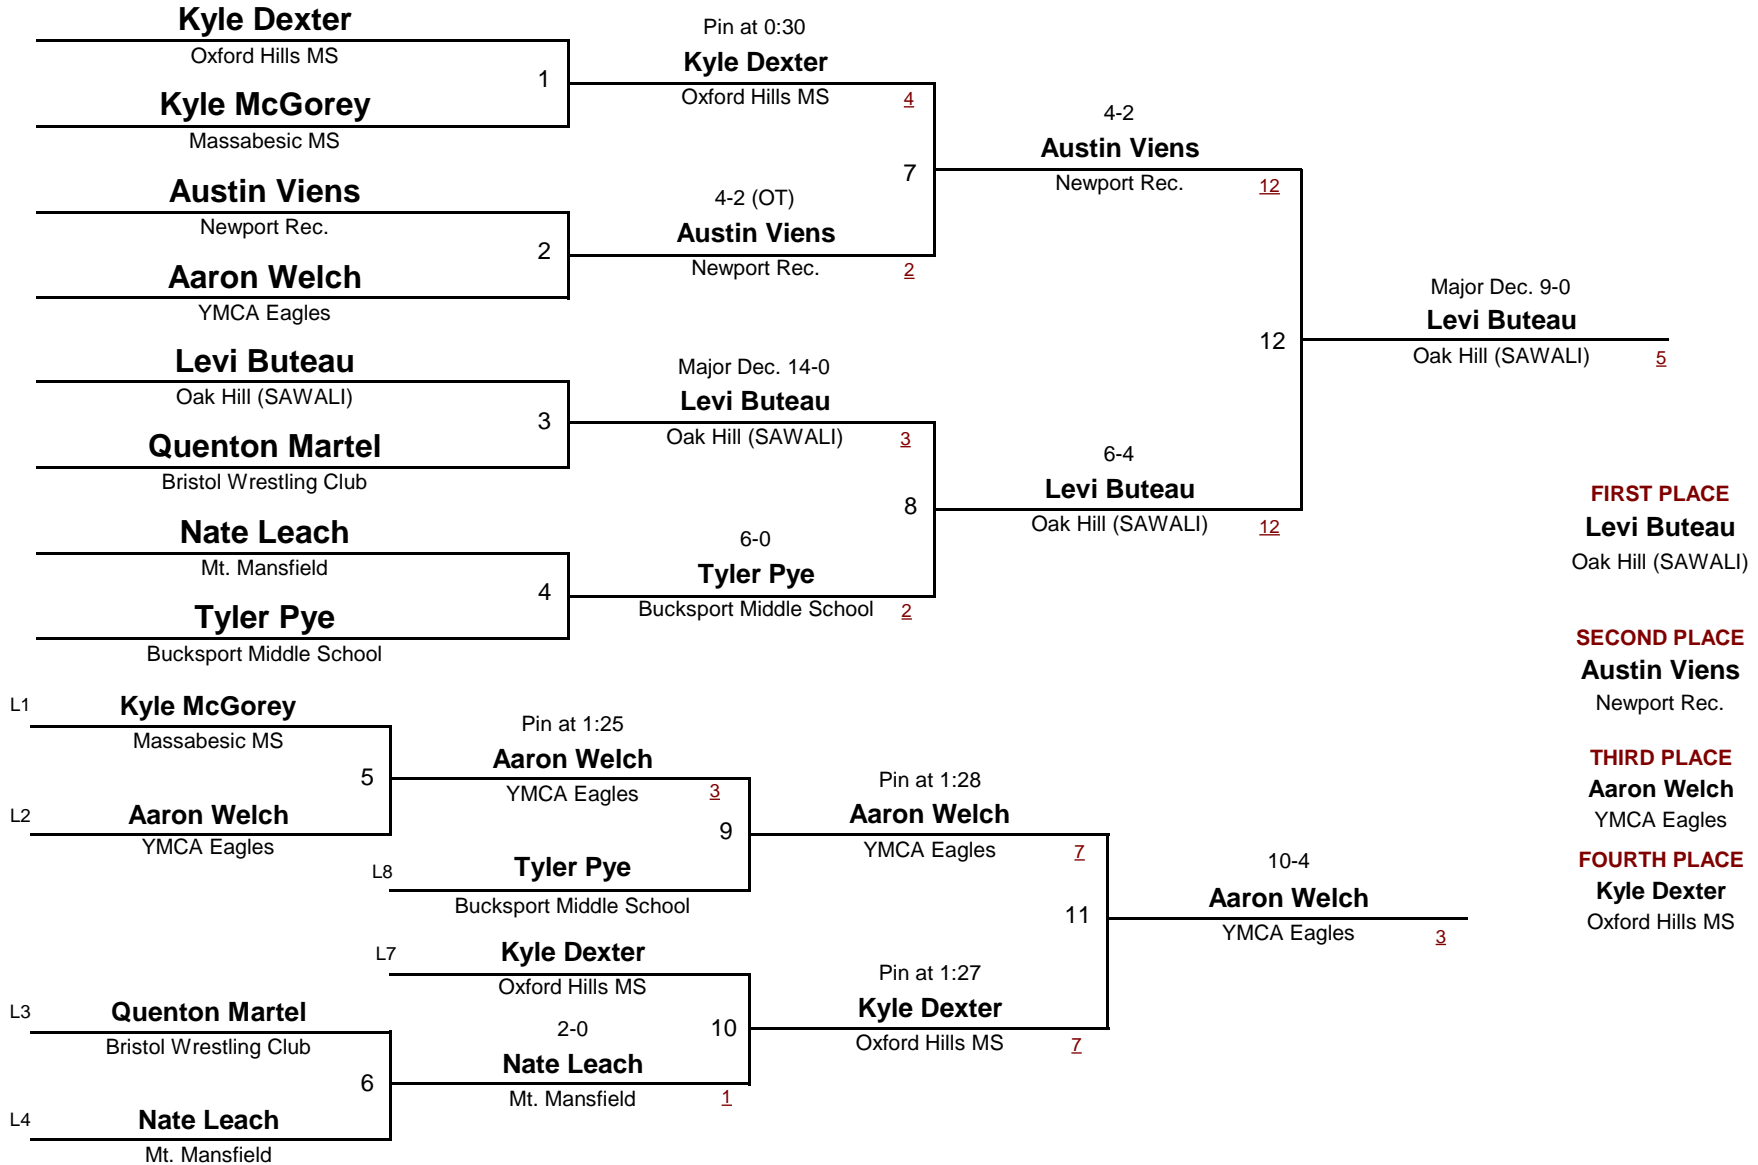 Kyle Dexter
Oxford Hills MS
1
Kyle McGorey
Massabesic MS
Austin Viens
Newport Rec.
2
Aaron Welch
YMCA Eagles
Levi Buteau
Oak Hill (SAWALI)
3
Quenton Martel
Bristol Wrestling Club
Nate Leach
Mt. Mansfield
4
Tyler Pye
Bucksport Middle School
Pin at 0:30
Kyle Dexter
Oxford Hills MS 4
7
4-2 (OT)
Austin Viens
Newport Rec. 2
Major Dec. 14-0
Levi Buteau
Oak Hill (SAWALI) 3
8
6-0
Tyler Pye
Bucksport Middle School 2
4-2
Austin Viens
Newport Rec. 12
12
6-4
Levi Buteau
Oak Hill (SAWALI) 12
Major Dec. 9-0
Levi Buteau
Oak Hill (SAWALI) 5
L1 Kyle McGorey
Massabesic MS
5
L2 Aaron Welch
YMCA Eagles
L3 Quenton Martel
Bristol Wrestling Club
6
L4 Nate Leach
Mt. Mansfield
Pin at 1:25
Aaron Welch
YMCA Eagles 3
9
L8 Tyler Pye
Bucksport Middle School
L7 Kyle Dexter
Oxford Hills MS
10
2-0
Nate Leach
Mt. Mansfield 1
Pin at 1:28
Aaron Welch
YMCA Eagles 7
11
Pin at 1:27
Kyle Dexter
Oxford Hills MS 7
10-4
Aaron Welch
YMCA Eagles 3
FIRST PLACE
Levi Buteau
Oak Hill (SAWALI)
SECOND PLACE
Austin Viens
Newport Rec.
THIRD PLACE
Aaron Welch
YMCA Eagles
FOURTH PLACE
Kyle Dexter
Oxford Hills MS